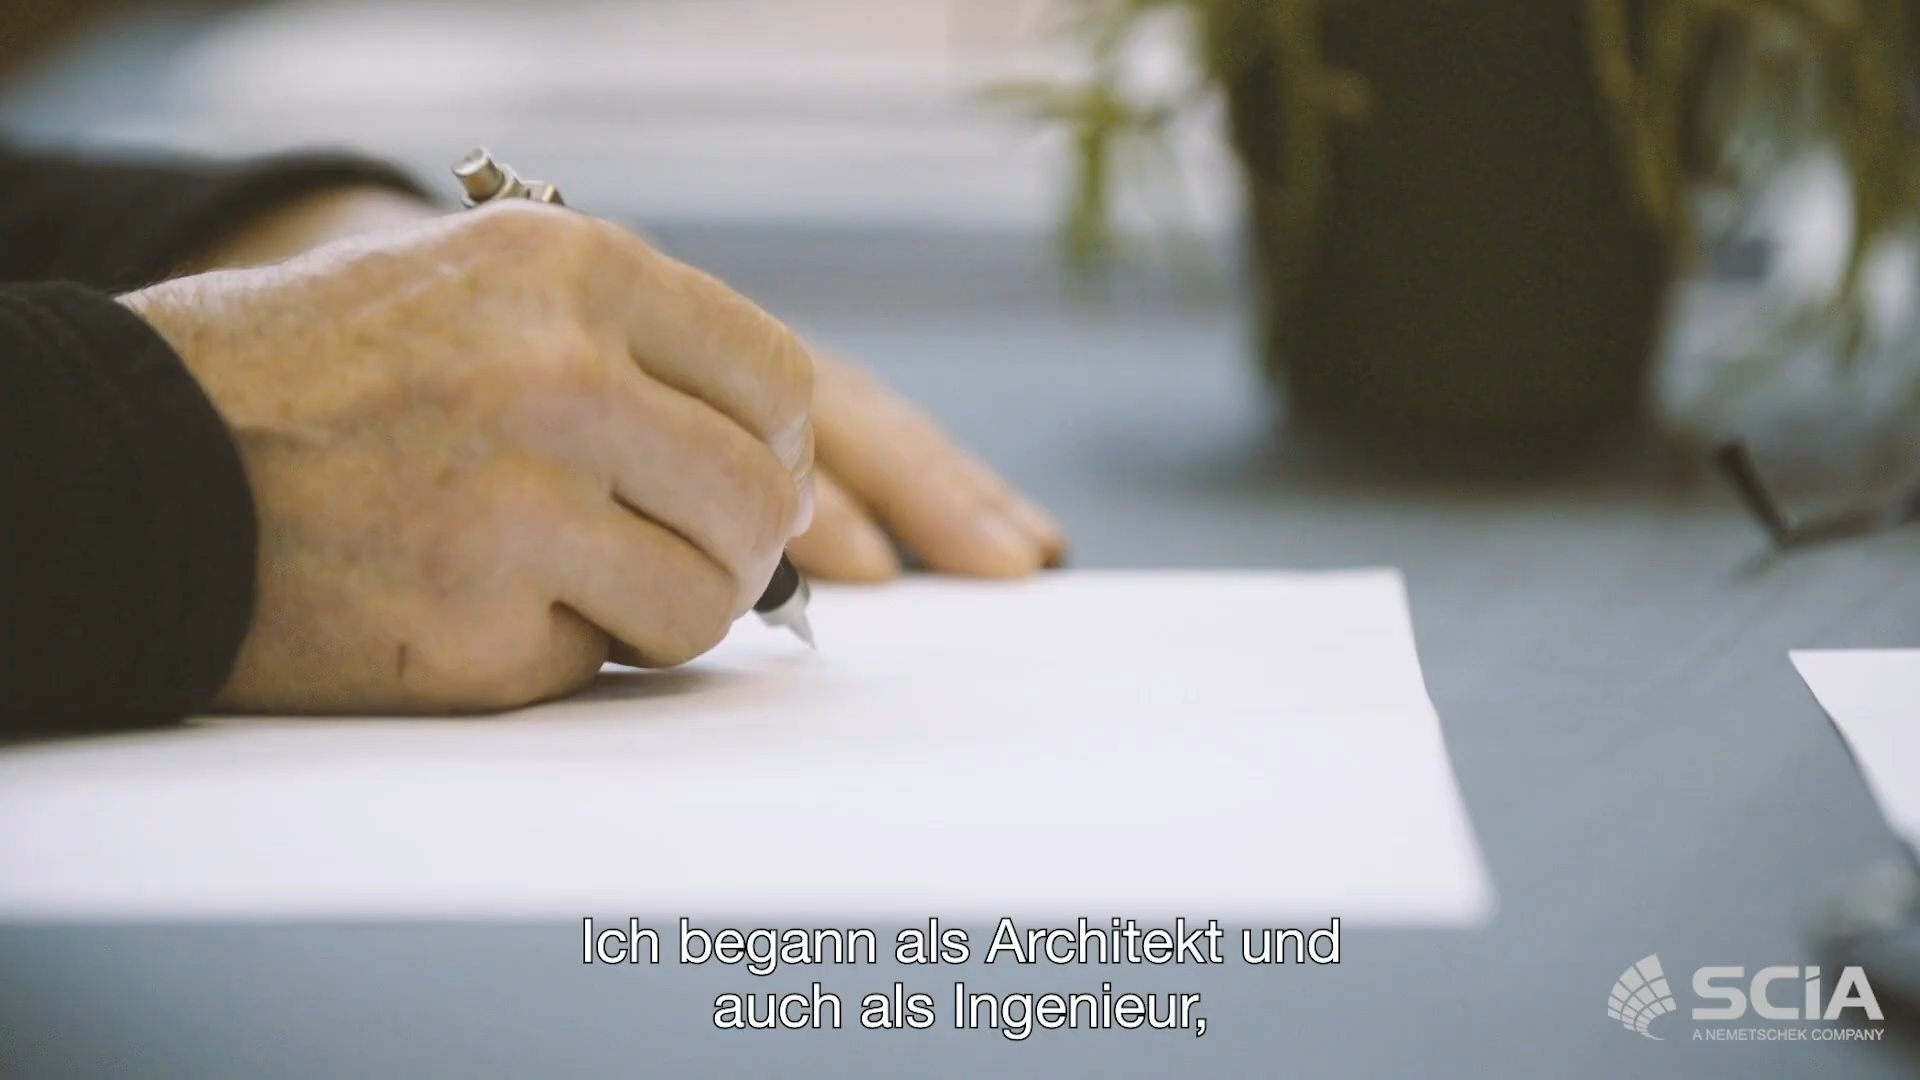 Ich begann als Architekt und
auch als Ingenieur,
SCIA
A NEMETSCHEK COMPANY